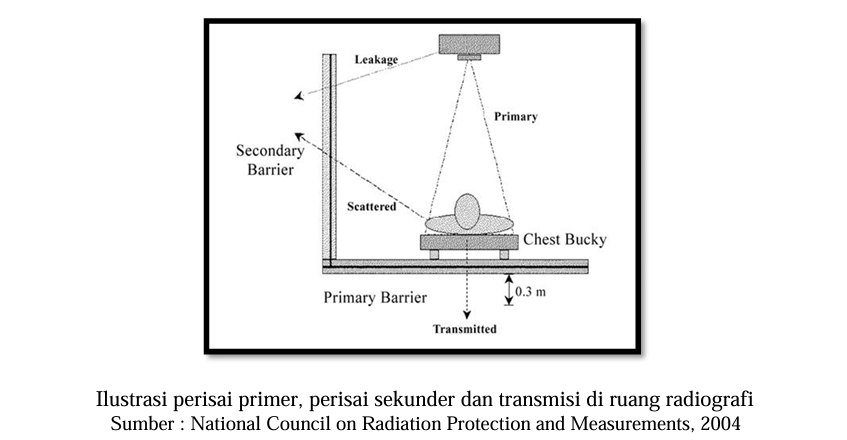 Leakage
Primary
Secondary
Barrier
Scattered
Chest Bucky
Primary Barrier
0.3 m
Transmitted
Ilustrasi perisai primer, perisai sekunder dan transmisi di ruang radiografi
Sumber : National Council on Radiation Protection and Measurements, 2004